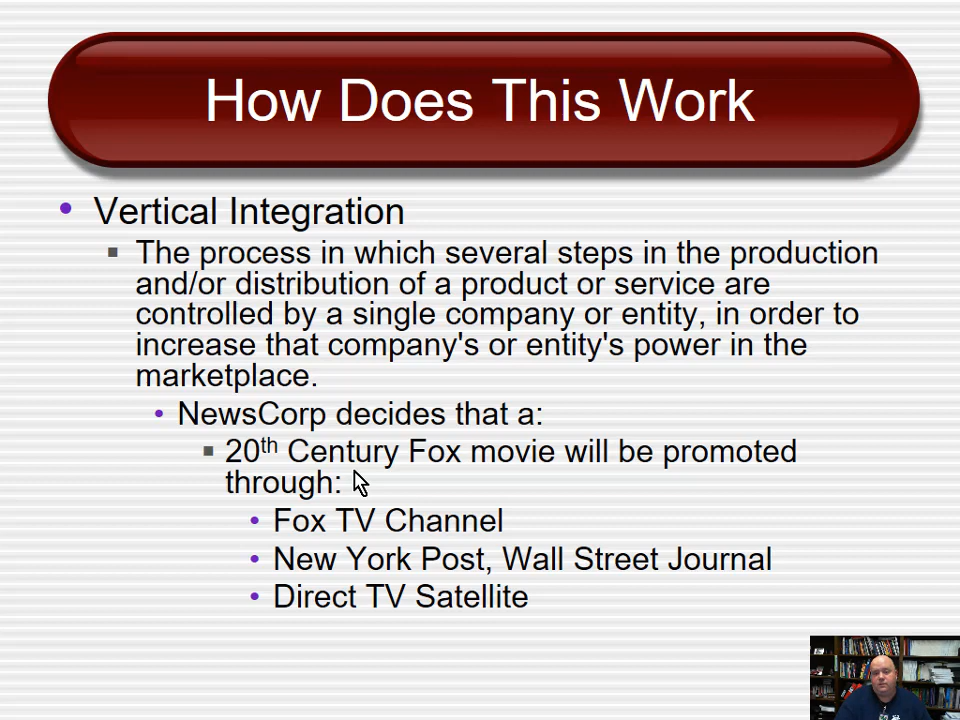 How Does This Work
• Vertical Integration
▪ The process in which several steps in the production
and/or distribution of a product or service are
controlled by a single company or entity, in order to
increase that company's or entity's power in the
marketplace.
• NewsCorp decides that a:
▪ 20th Century Fox movie will be promoted
through:
• Fox TV Channel
• New York Post, Wall Street Journal
• Direct TV Satellite